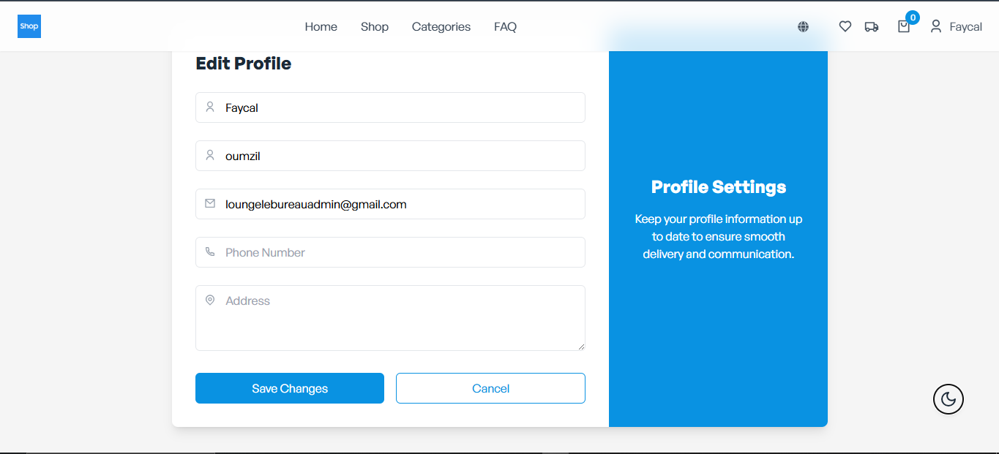 Shop
Home
Shop
Categories
FAQ
0
Faycal
Edit Profile
Faycal
oumzil
loungelebureauadmin@gmail.com
Phone Number
Address
Save Changes
Cancel
Profile Settings
Keep your profile information up
to date to ensure smooth
delivery and communication.